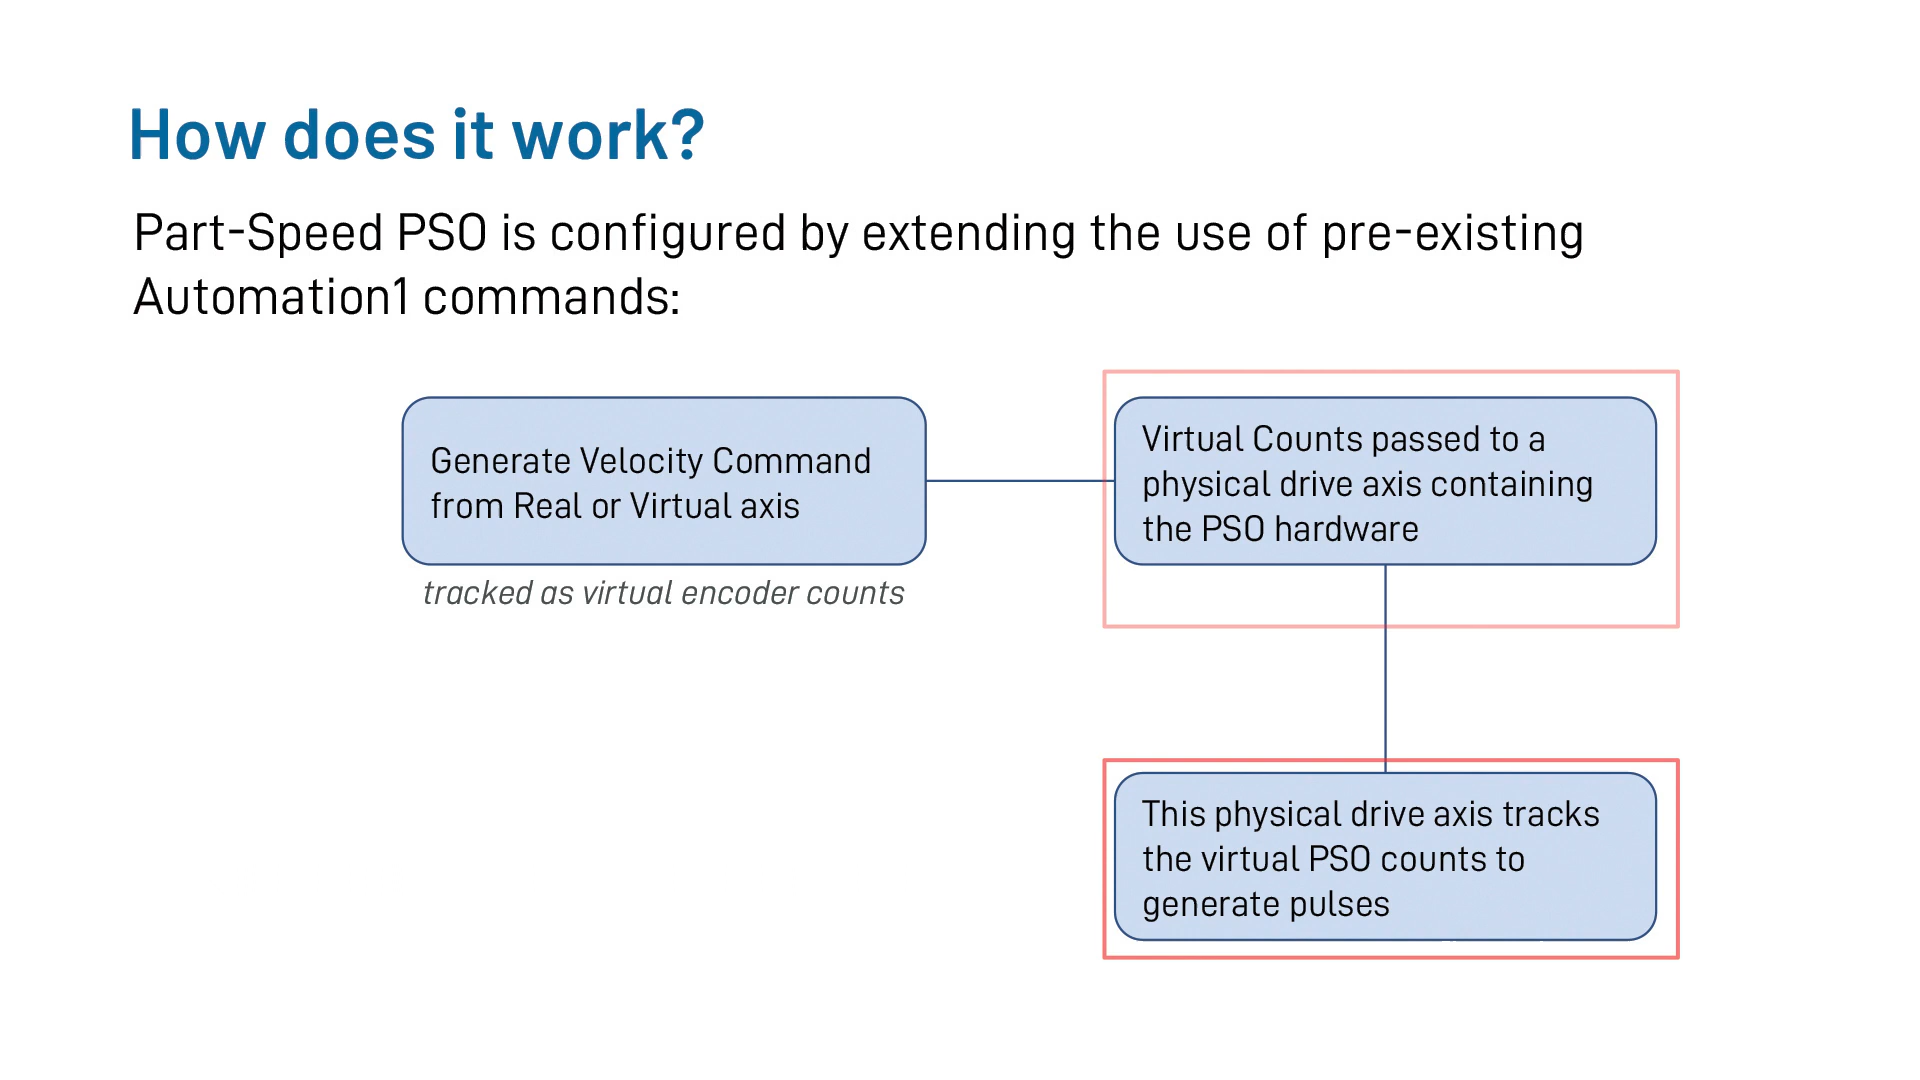 How does it work?
Part-Speed PSO is configured by extending the use of pre-existing
Automation1 commands:
Generate Velocity Command
from Real or Virtual axis
tracked as virtual encoder counts
Virtual Counts passed to a
physical drive axis containing
the PSO hardware
This physical drive axis tracks
the virtual PSO counts to
generate pulses